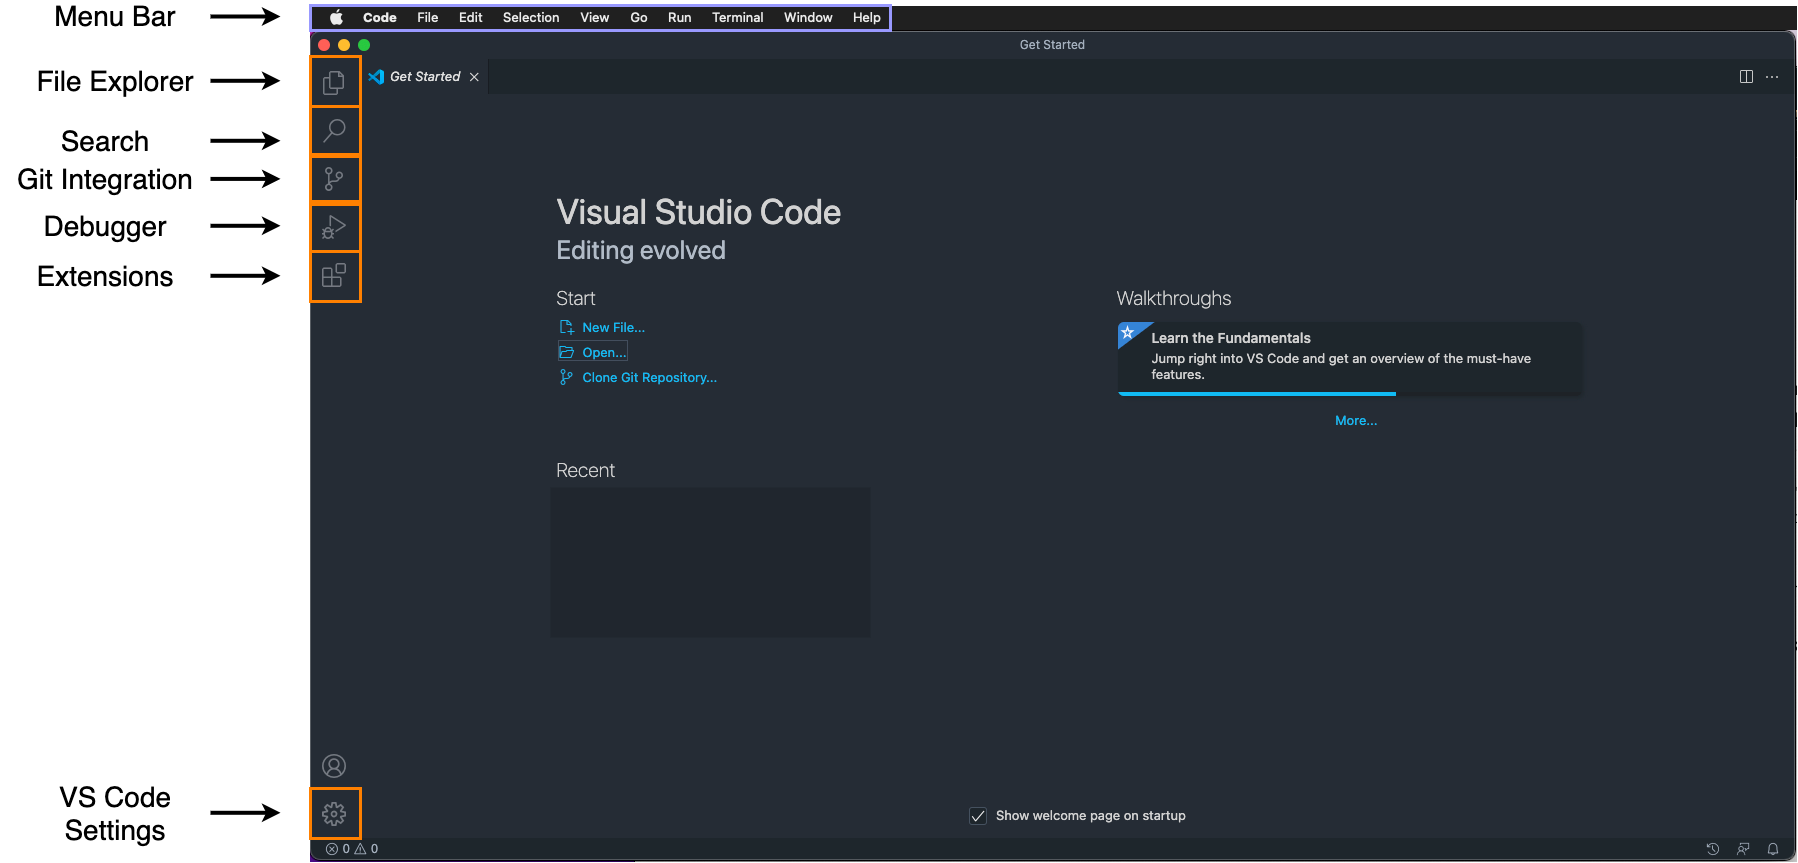 Menu Bar
Code File Edit Selection View Go Run Terminal Window Help
Get Started
File Explorer
Get Started
Search
Git Integration
Debugger
Extensions
Visual Studio Code
Editing evolved
Start
New File...
Open...
Clone Git Repository...
Walkthroughs
Learn the Fundamentals
Jump right into VS Code and get an overview of the must-have
features.
More...
Recent
VS Code
Settings
Show welcome page on startup
0 0